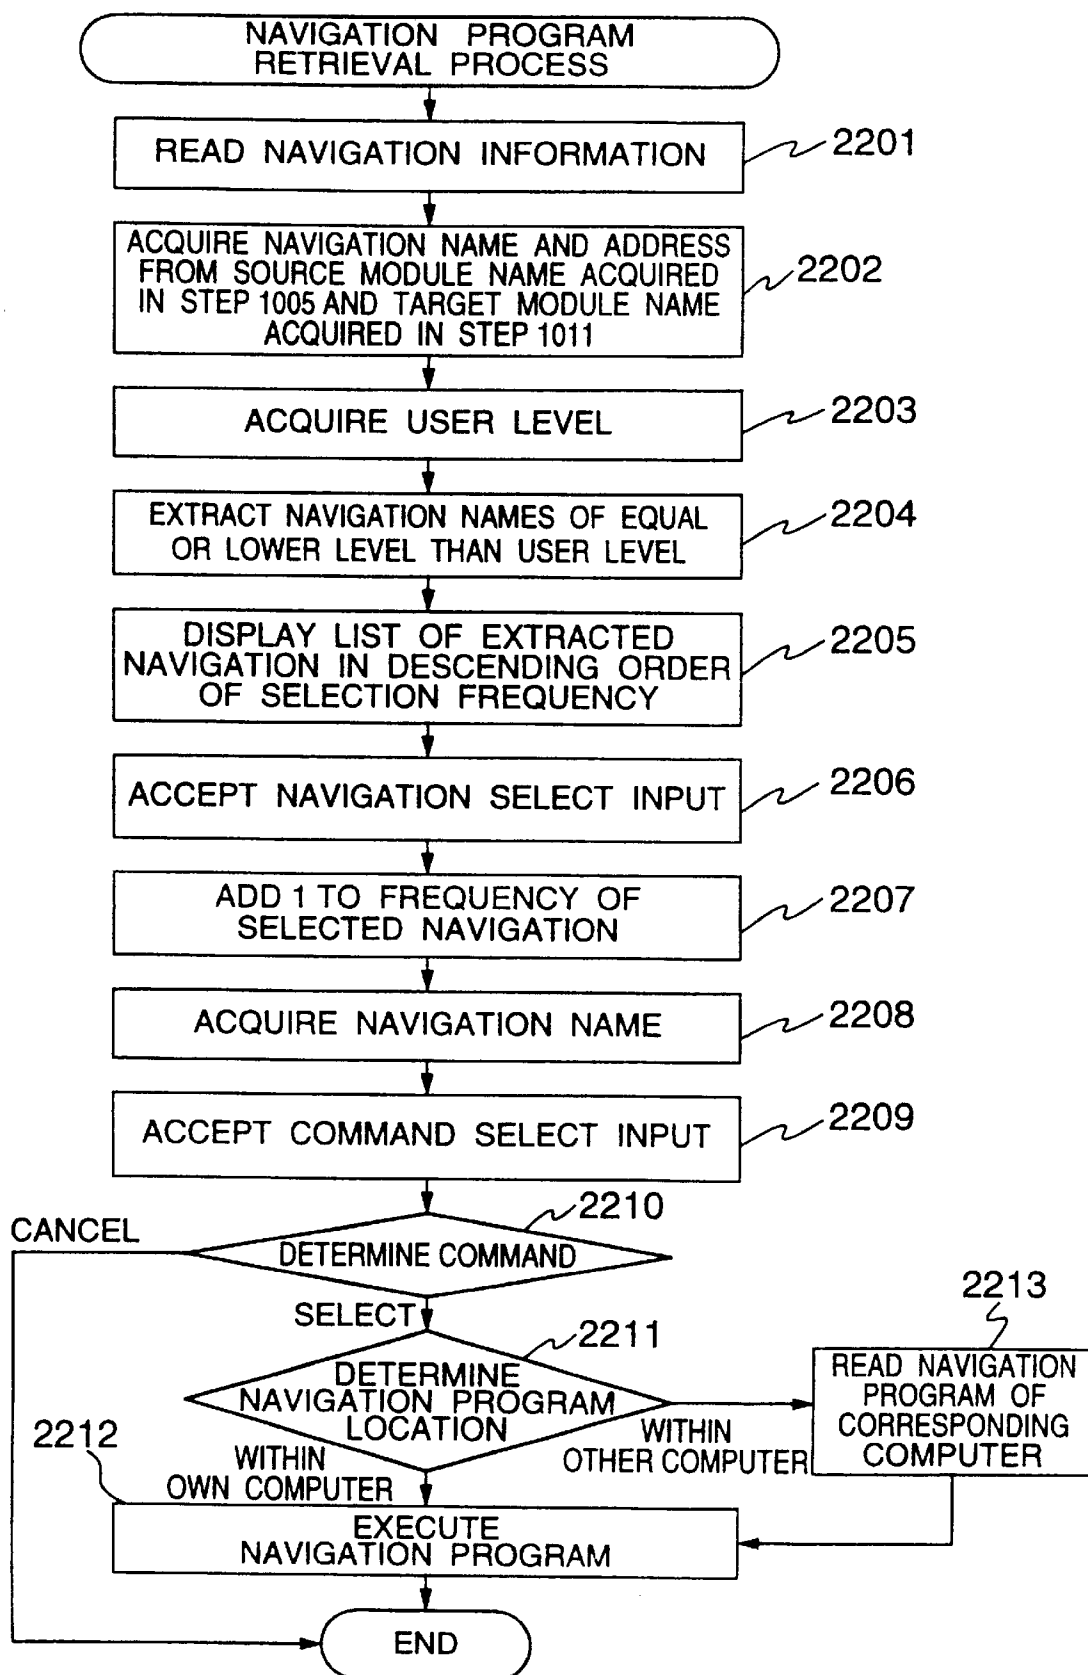 NAVIGATION PROGRAM
RETRIEVAL PROCESS
READ NAVIGATION INFORMATION
2201
ACQUIRE NAVIGATION NAME AND ADDRESS
FROM SOURCE MODULE NAME ACQUIRED
IN STEP 1005 AND TARGET MODULE NAME
ACQUIRED IN STEP 1011
2202
ACQUIRE USER LEVEL
2203
EXTRACT NAVIGATION NAMES OF EQUAL
OR LOWER LEVEL THAN USER LEVEL
2204
DISPLAY LIST OF EXTRACTED
NAVIGATION IN DESCENDING ORDER
OF SELECTION FREQUENCY
2205
ACCEPT NAVIGATION SELECT INPUT
2206
ADD 1 TO FREQUENCY OF
SELECTED NAVIGATION
2207
ACQUIRE NAVIGATION NAME
2208
ACCEPT COMMAND SELECT INPUT
2209
2210
CANCEL
DETERMINE COMMAND
SELECT
2211
DETERMINE
NAVIGATION PROGRAM
LOCATION
2213
READ NAVIGATION
PROGRAM OF
CORRESPONDING
COMPUTER
WITHIN
OTHER COMPUTER
2212
WITHIN
OWN COMPUTER
EXECUTE
NAVIGATION PROGRAM
END